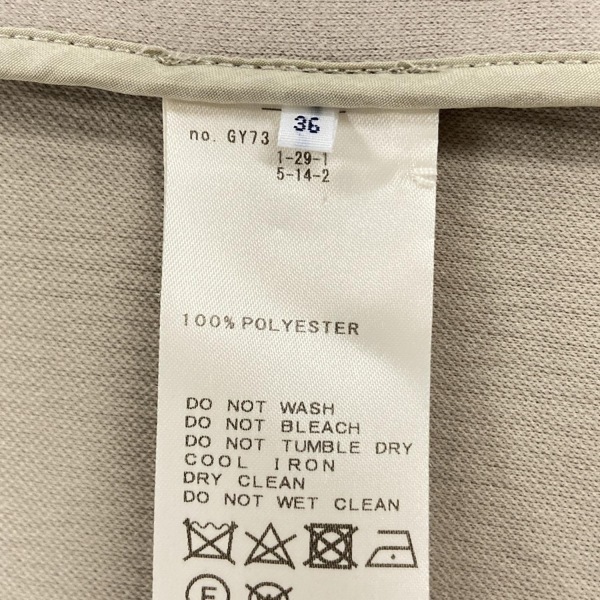 36
no. GY73
1-29-1
5-14-2
100% POLYESTER
DO NOT WASH
DO NOT BLEACH
DO NOT TUMBLE DRY
COOL IRON
DRY CLEAN
DO NOT WET CLEAN